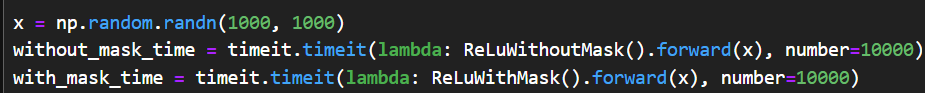 x = np.random.randn(1000, 1000)
without_mask_time = timeit.timeit(lambda: ReLuWithoutMask().forward(x), number=10000)
with_mask_time = timeit.timeit(lambda: ReLuWithMask().forward(x), number=10000)